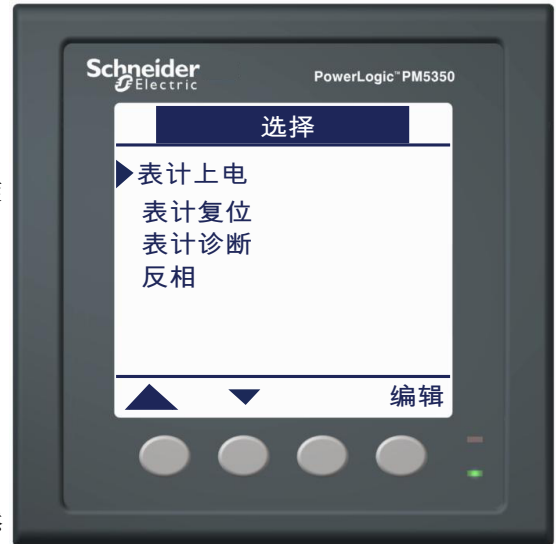 Schneider
Electric
PowerLogic™ PM5350
选择
表计上电
表计复位
表计诊断
反相
编辑